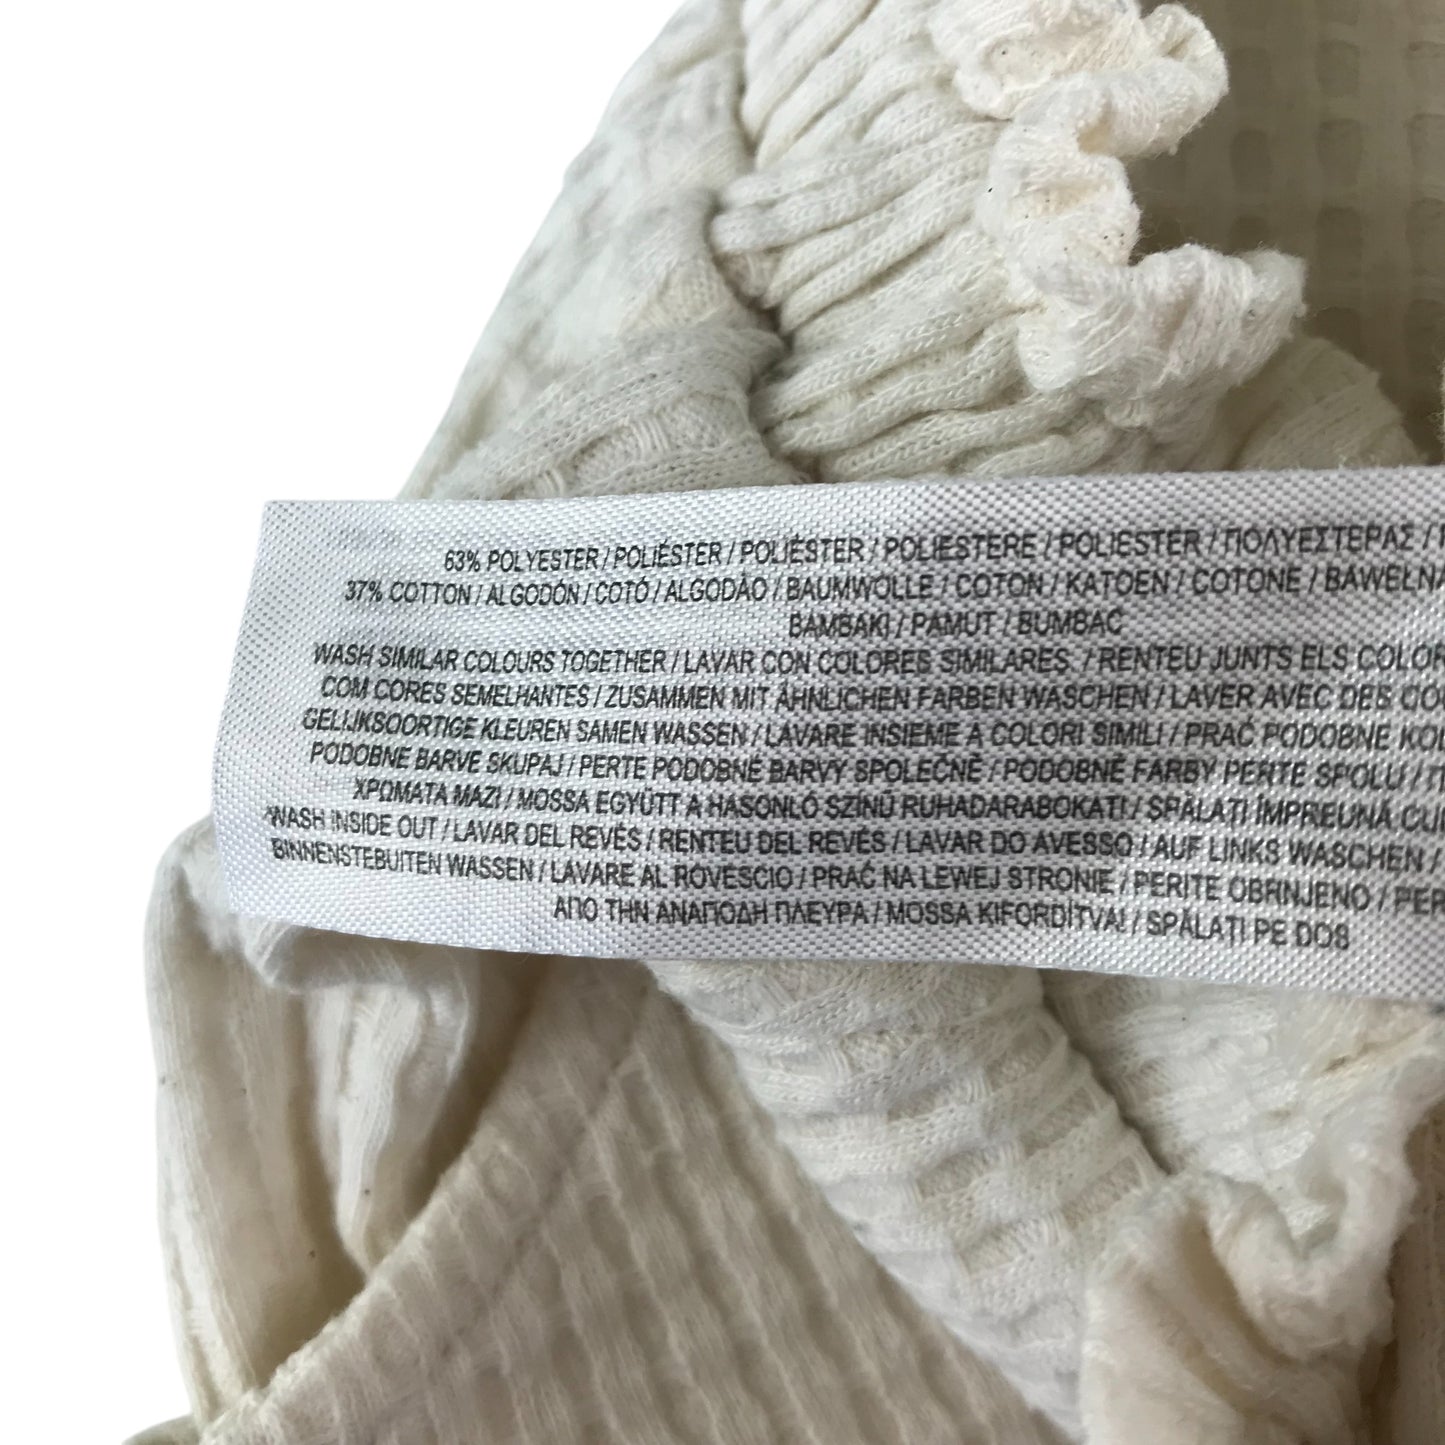 63% POLYESTER / POLIÉSTER / POLIÈSTER / POLIESTERE / POLIESTER / ΠΟΛΥΕΣΤΕΡΑΣ /
37% COTTON / ALGODÓN / COTÓ / ALGODÃO / BAUMWOLLE / COTON / KATOEN / COTONE / BAWEŁNA
BAMBAKI / PAMUT / BUMBAC
WASH SIMILAR COLOURS TOGETHER / LAVAR CON COLORES SIMILARES. / RENTEU JUNTS ELS COLOR
COM CORES SEMELHANTES / ZUSAMMEN MIT ÄHNLICHEN FARBEN WASCHEN / LAVER AVEC DES CO
GELIJKSOORTIGE KLEUREN SAMEN WASSEN / LAVARE INSIEME A COLORI SIMILI / PRAĆ PODOBNE KOL
PODOBNE BARVE SKUPAJ / PERTE PODOBNÉ BARVY SPOLEČNĚ / PODOBNÉ FARBY PERTE SPOLU /
ΧΡΩΜΑΤΑ ΜΑΖΙ / MOSSA EGYÜTT A HASONLÓ SZÍNŰ RUHADARABOKAT! / SPĂLAȚI ÎMPREUNĂ CU
WASH INSIDE OUT / LAVAR DEL REVÉS / RENTEU DEL REVÉS / LAVAR DO AVESSO / AUF LINKS WASCHEN /
BINNENSTEBUITEN WASSEN / LAVARE AL ROVESCIO / PRAĆ NA LEWEJ STRONIE / PERITE OBRNJENO / PER
ΑΠΟ ΤΗΝ ΑΝΑΠΟΔΗ ΠΛΕΥΡΑ / MOSSA KIFORDÍTVA! / SPĂLAȚI PE DOS